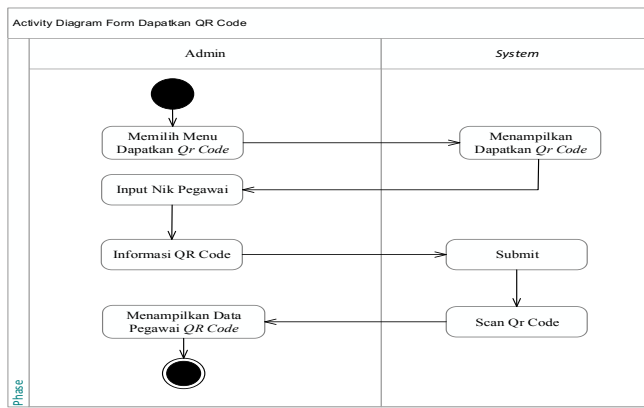 Activity Diagram Form Dapatkan QR Code
Admin
System
Memilih Menu
Dapatkan Qr Code
Menampilkan
Dapatkan Qr Code
Input Nik Pegawai
Informasi QR Code
Submit
Menampilkan Data
Pegawai QR Code
Scan Qr Code
Phase